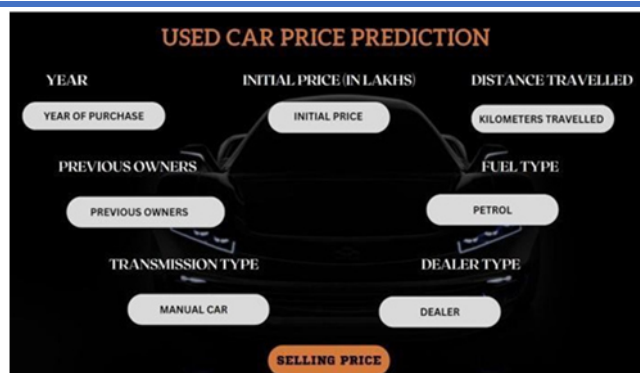 USED CAR PRICE PREDICTION
YEAR
INITIAL PRICE (IN LAKHS)
DISTANCE TRAVELLED
YEAR OF PURCHASE
INITIAL PRICE
KILOMETERS TRAVELLED
PREVIOUS OWNERS
FUEL TYPE
PREVIOUS OWNERS
PETROL
TRANSMISSION TYPE
DEALER TYPE
MANUAL CAR
DEALER
SELLING PRICE